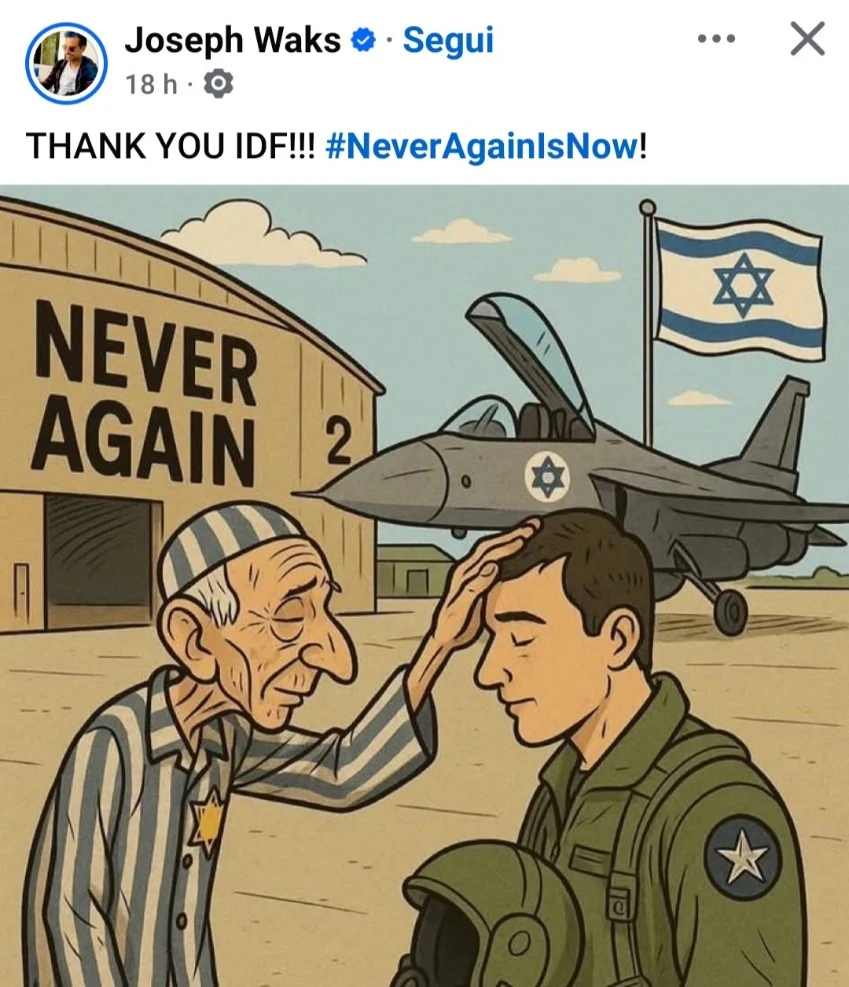 Joseph Waks · Segui
18 h ·
THANK YOU IDF!!! #NeverAgainIsNow!
NEVER
AGAIN
2